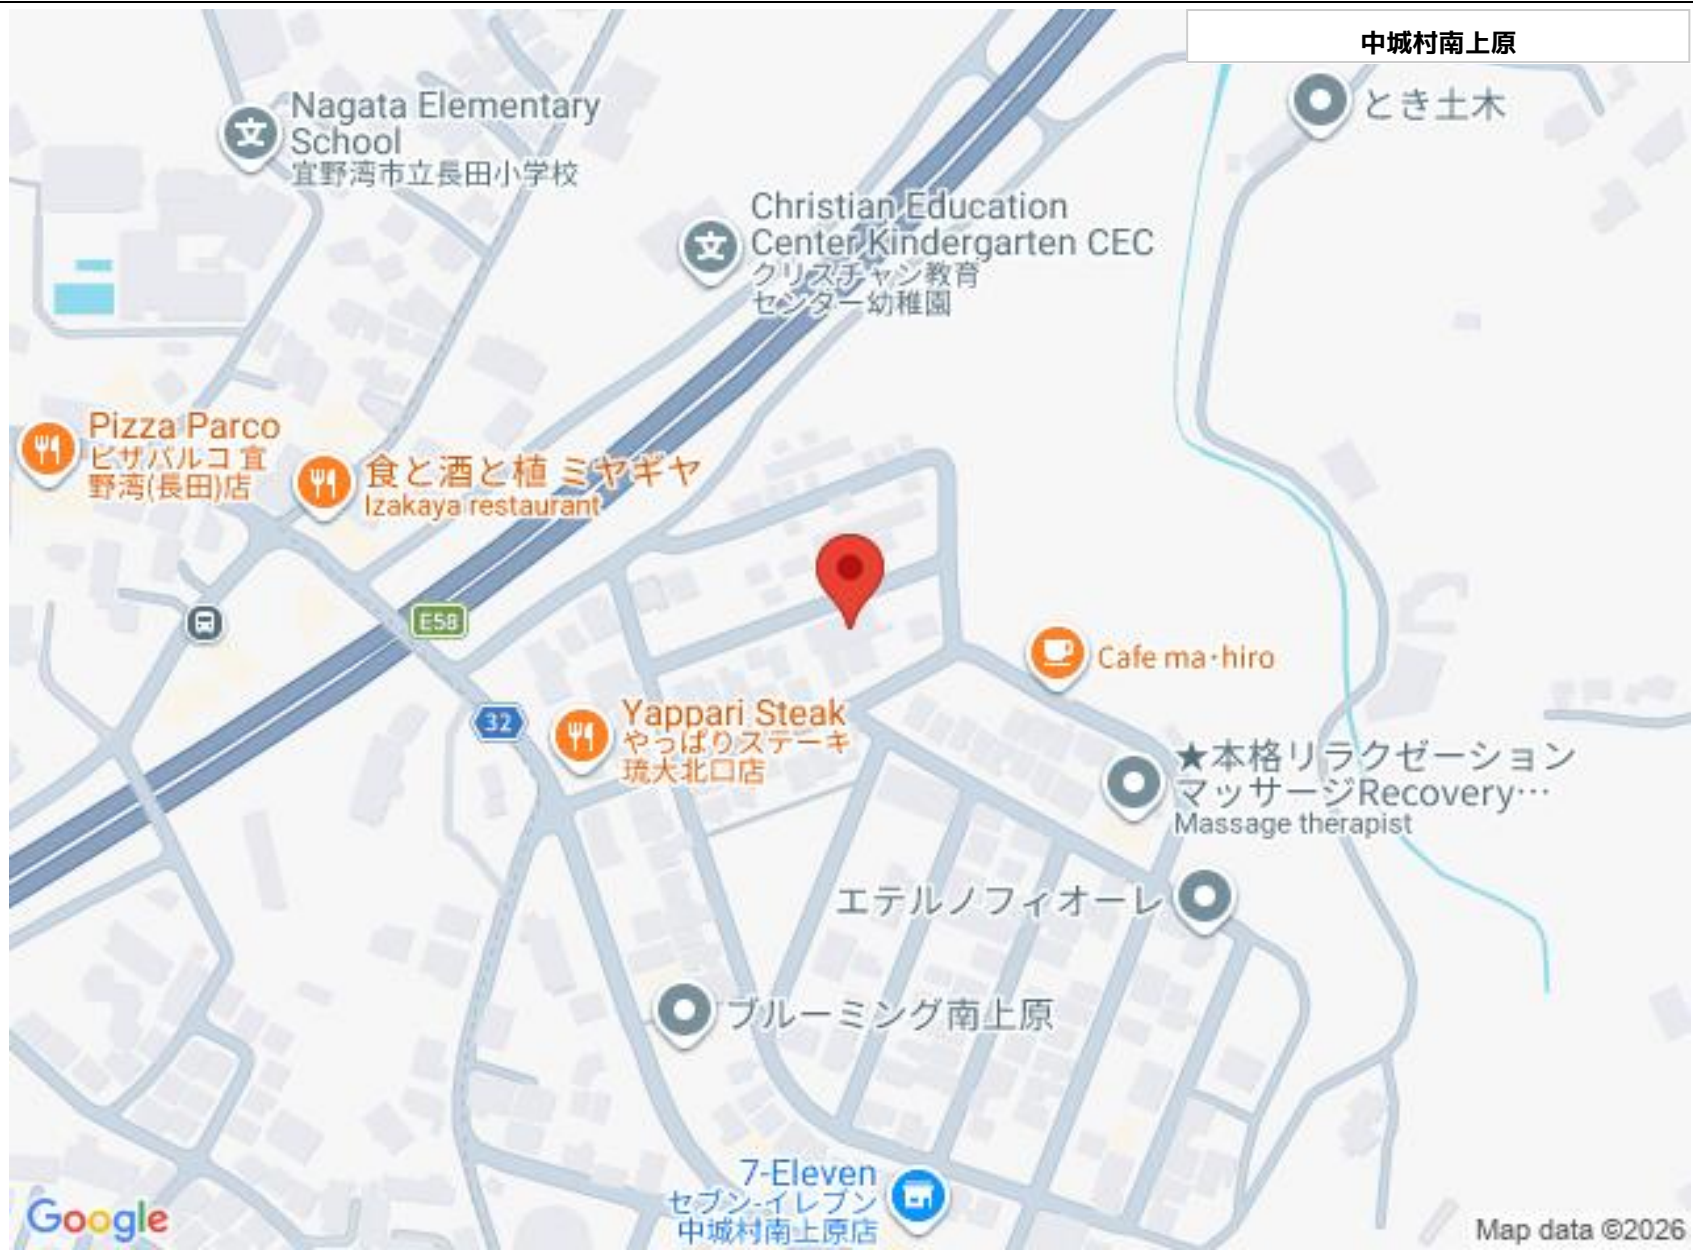 中城村南上原
とき土木
Nagata Elementary
School
宜野湾市立長田小学校
Christian Education
Center Kindergarten CEC
クリスチャン教育
センター幼稚園
Pizza Parco
ピザパルコ 宜
野湾(長田)店
食と酒と植 ミヤギヤ
Izakaya restaurant
E58
Cafe ma・hiro
32
Yappari Steak
やっぱりステーキ
琉大北口店
★本格リラクゼーション
マッサージRecovery…
Massage therapist
エテルノフィオーレ
ブルーミング南上原
7-Eleven
セブン-イレブン
中城村南上原店
Google
Map data ©2026